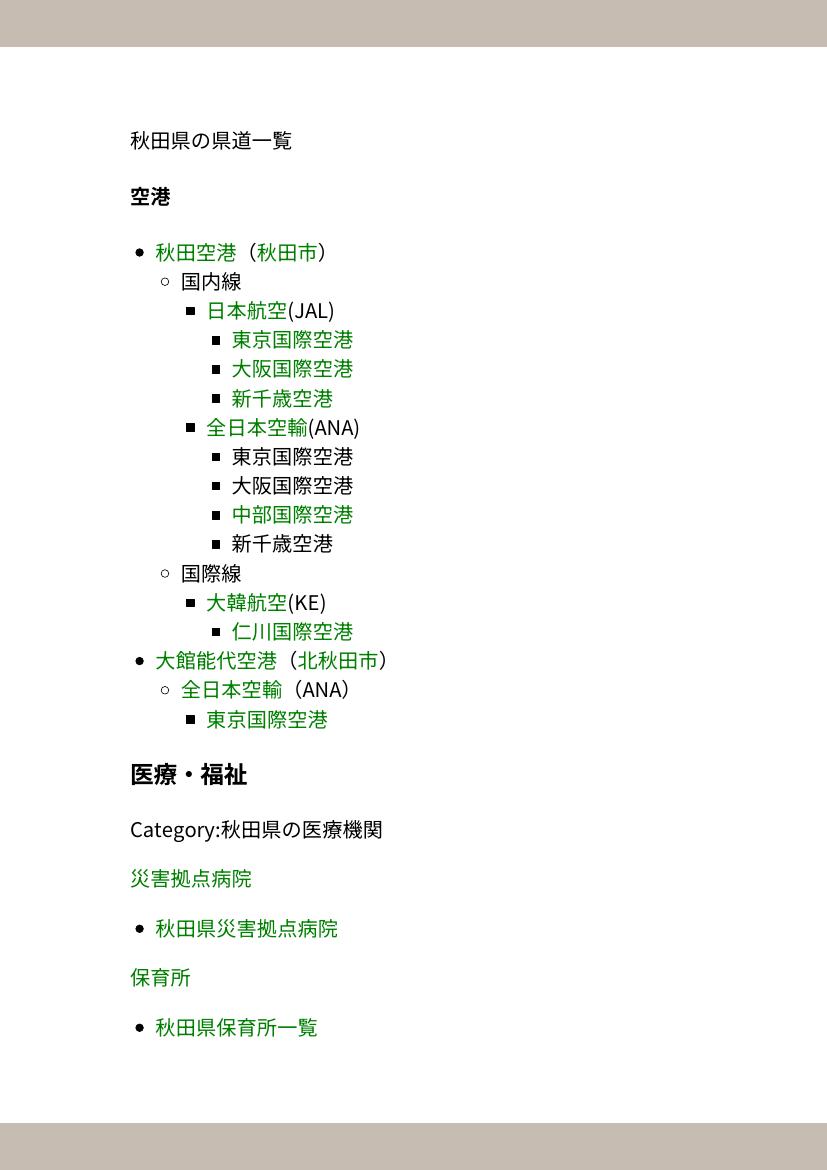 秋田県の県道一覧
空港
秋田空港（秋田市）
国内線
日本航空(JAL)
東京国際空港
大阪国際空港
新千歳空港
全日本空輸(ANA)
東京国際空港
大阪国際空港
中部国際空港
新千歳空港
国際線
大韓航空(KE)
仁川国際空港
大館能代空港（北秋田市）
全日本空輸（ANA）
東京国際空港
医療・福祉
Category:秋田県の医療機関
災害拠点病院
秋田県災害拠点病院
保育所
秋田県保育所一覧